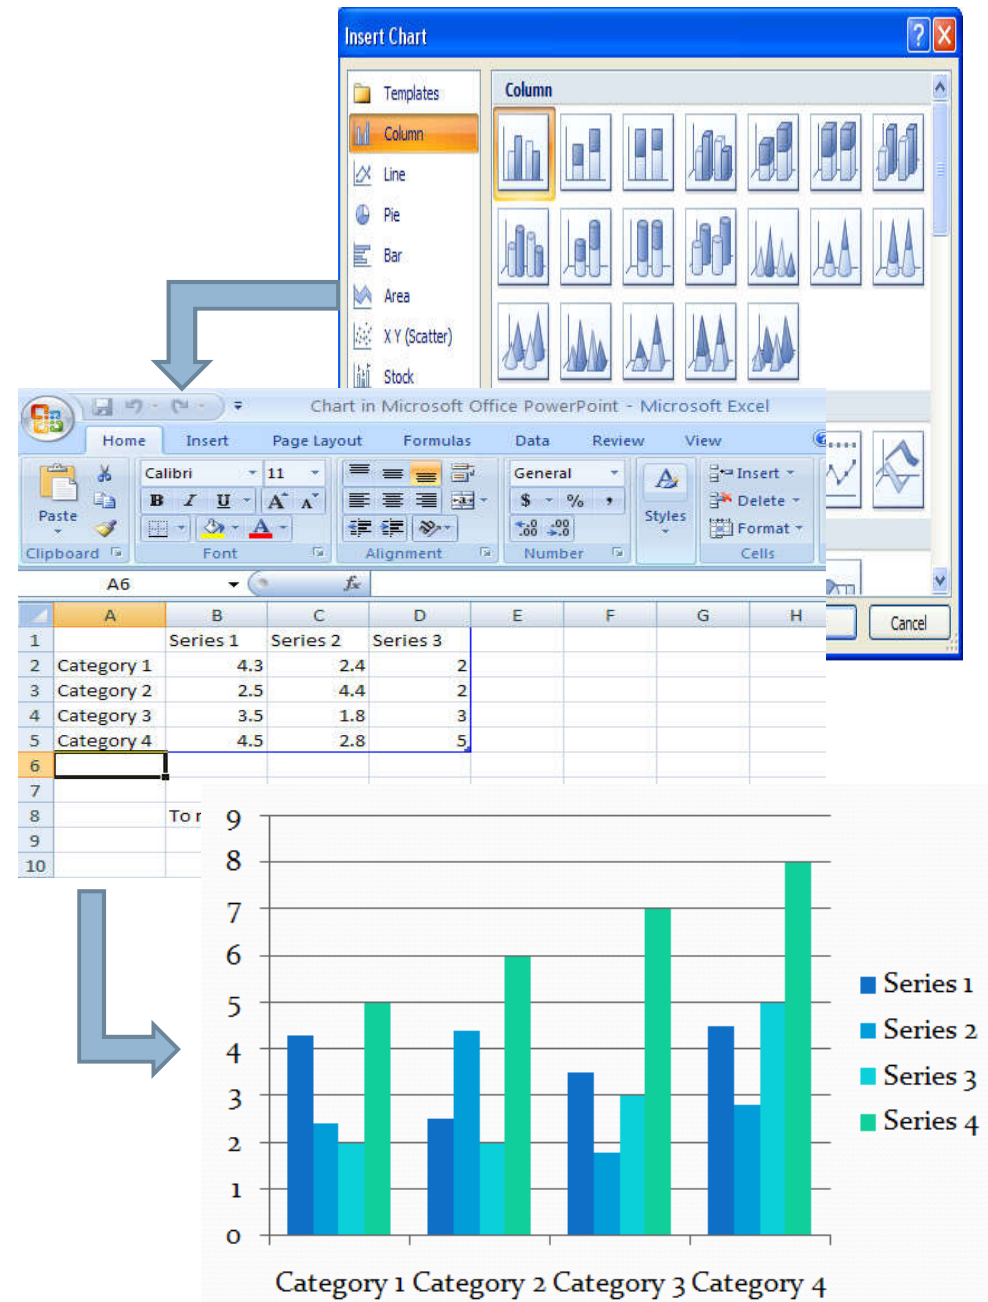 Insert Chart
Templates
Column
Line
Pie
Bar
Area
X Y (Scatter)
Stock
Column
Cancel
Chart in Microsoft Office PowerPoint - Microsoft Excel
Home Insert Page Layout Formulas Data Review View
Paste
Clipboard
Calibri 11
B I U A A
A
Font
Alignment
General
$ % ,
.00 .00
Number
Styles
Insert
Delete
Format
Cells
A6 fx
A B C D E F G H
1 Series 1 Series 2 Series 3
2 Category 1 4.3 2.4 2
3 Category 2 2.5 4.4 2
4 Category 3 3.5 1.8 3
5 Category 4 4.5 2.8 5
6
7
8 To
9
10
9
8
7
6
5
4
3
2
1
0
Category 1 Category 2 Category 3 Category 4
Series 1
Series 2
Series 3
Series 4